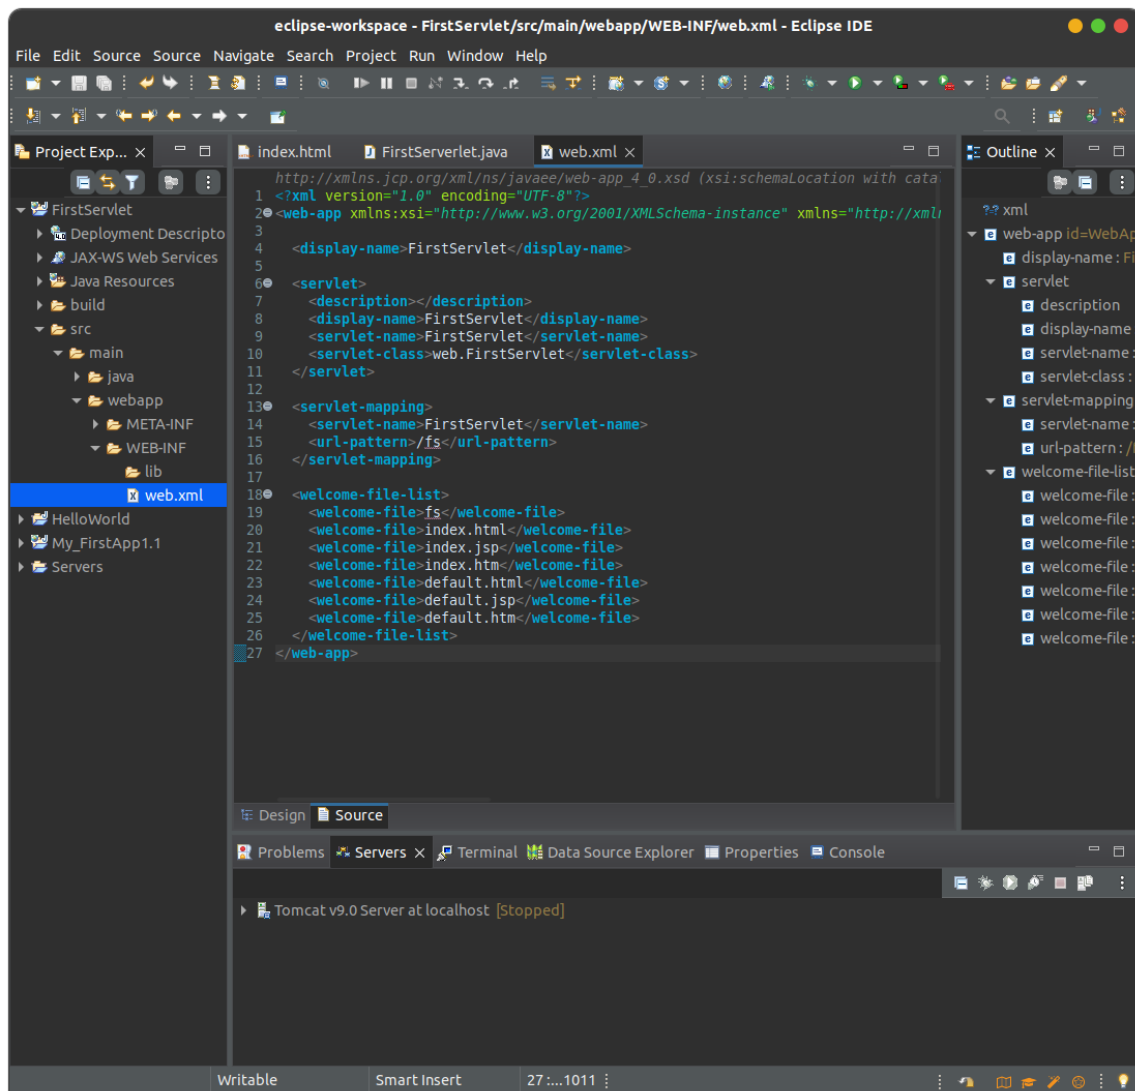 eclipse-workspace - FirstServlet/src/main/webapp/WEB-INF/web.xml - Eclipse IDE
File Edit Source Source Navigate Search Project Run Window Help
Project Exp...
FirstServlet
Deployment Descripto
JAX-WS Web Services
Java Resources
build
src
main
java
webapp
META-INF
WEB-INF
lib
web.xml
HelloWorld
My_FirstApp1.1
Servers
index.html FirstServerlet.java web.xml
http://xmlns.jcp.org/xml/ns/javaee/web-app_4_0.xsd (xsi:schemaLocation with cata
1 <?xml version="1.0" encoding="UTF-8"?>
2 <web-app xmlns:xsi="http://www.w3.org/2001/XMLSchema-instance" xmlns="http://xmln
3
4 <display-name>FirstServlet</display-name>
5
6 <servlet>
7 <description></description>
8 <display-name>FirstServlet</display-name>
9 <servlet-name>FirstServlet</servlet-name>
10 <servlet-class>web.FirstServlet</servlet-class>
11 </servlet>
12
13 <servlet-mapping>
14 <servlet-name>FirstServlet</servlet-name>
15 <url-pattern>/fs</url-pattern>
16 </servlet-mapping>
17
18 <welcome-file-list>
19 <welcome-file>fs</welcome-file>
20 <welcome-file>index.html</welcome-file>
21 <welcome-file>index.jsp</welcome-file>
22 <welcome-file>index.htm</welcome-file>
23 <welcome-file>default.html</welcome-file>
24 <welcome-file>default.jsp</welcome-file>
25 <welcome-file>default.htm</welcome-file>
26 </welcome-file-list>
27 </web-app>
Design Source
Outline
?-? xml
web-app id=WebAp
display-name : Fi
servlet
description
display-name
servlet-name :
servlet-class :
servlet-mapping
servlet-name :
url-pattern : /
welcome-file-list
welcome-file :
welcome-file :
welcome-file :
welcome-file :
welcome-file :
welcome-file :
welcome-file :
Problems Servers Terminal Data Source Explorer Properties Console
Tomcat v9.0 Server at localhost [Stopped]
Writable Smart Insert 27 :...1011